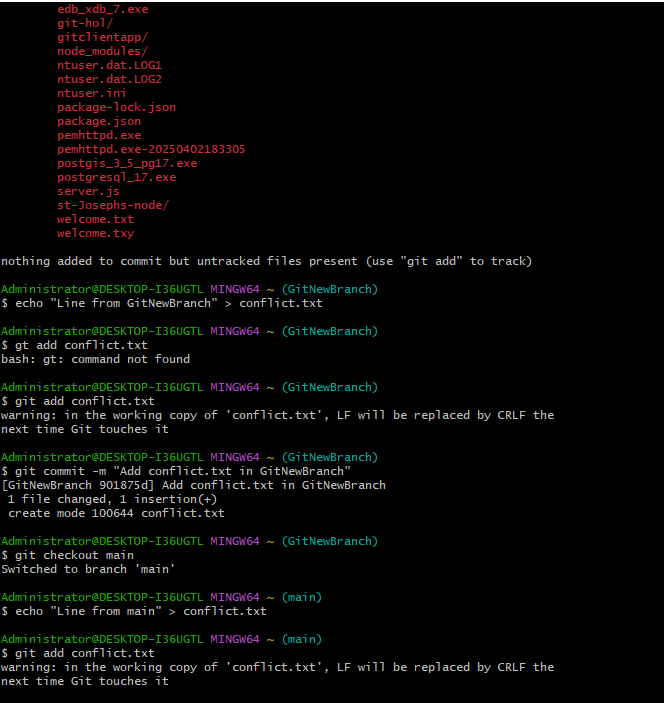 edb_xdb_7.exe
git-hol/
gitclientapp/
node_modules/
ntuser.dat.LOG1
ntuser.dat.LOG2
ntuser.ini
package-lock.json
package.json
pemhttpd.exe
pemhttpd.exe-20250402183305
postgis_3_5_pg17.exe
postgresql_17.exe
server.js
st-Josephs-node/
welcome.txt
welcome.txy
nothing added to commit but untracked files present (use "git add" to track)
Administrator@DESKTOP-I36UGTL MINGW64 ~ (GitNewBranch)
$ echo "Line from GitNewBranch" > conflict.txt
Administrator@DESKTOP-I36UGTL MINGW64 ~ (GitNewBranch)
$ gt add conflict.txt
bash: gt: command not found
Administrator@DESKTOP-I36UGTL MINGW64 ~ (GitNewBranch)
$ git add conflict.txt
warning: in the working copy of 'conflict.txt', LF will be replaced by CRLF the
next time Git touches it
Administrator@DESKTOP-I36UGTL MINGW64 ~ (GitNewBranch)
$ git commit -m "Add conflict.txt in GitNewBranch"
[GitNewBranch 901875d] Add conflict.txt in GitNewBranch
1 file changed, 1 insertion(+)
create mode 100644 conflict.txt
Administrator@DESKTOP-I36UGTL MINGW64 ~ (GitNewBranch)
$ git checkout main
Switched to branch 'main'
Administrator@DESKTOP-I36UGTL MINGW64 ~ (main)
$ echo "Line from main" > conflict.txt
Administrator@DESKTOP-I36UGTL MINGW64 ~ (main)
$ git add conflict.txt
warning: in the working copy of 'conflict.txt', LF will be replaced by CRLF the
next time Git touches it